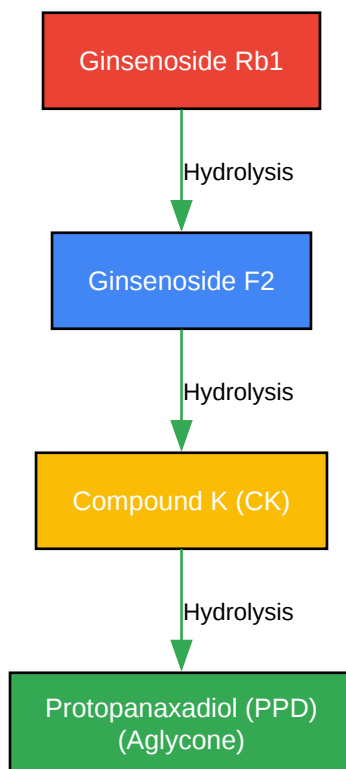 Ginsenoside Rb1
Hydrolysis
Ginsenoside F2
Hydrolysis
Compound K (CK)
Hydrolysis
Protopanaxadiol (PPD)
(Aglycone)